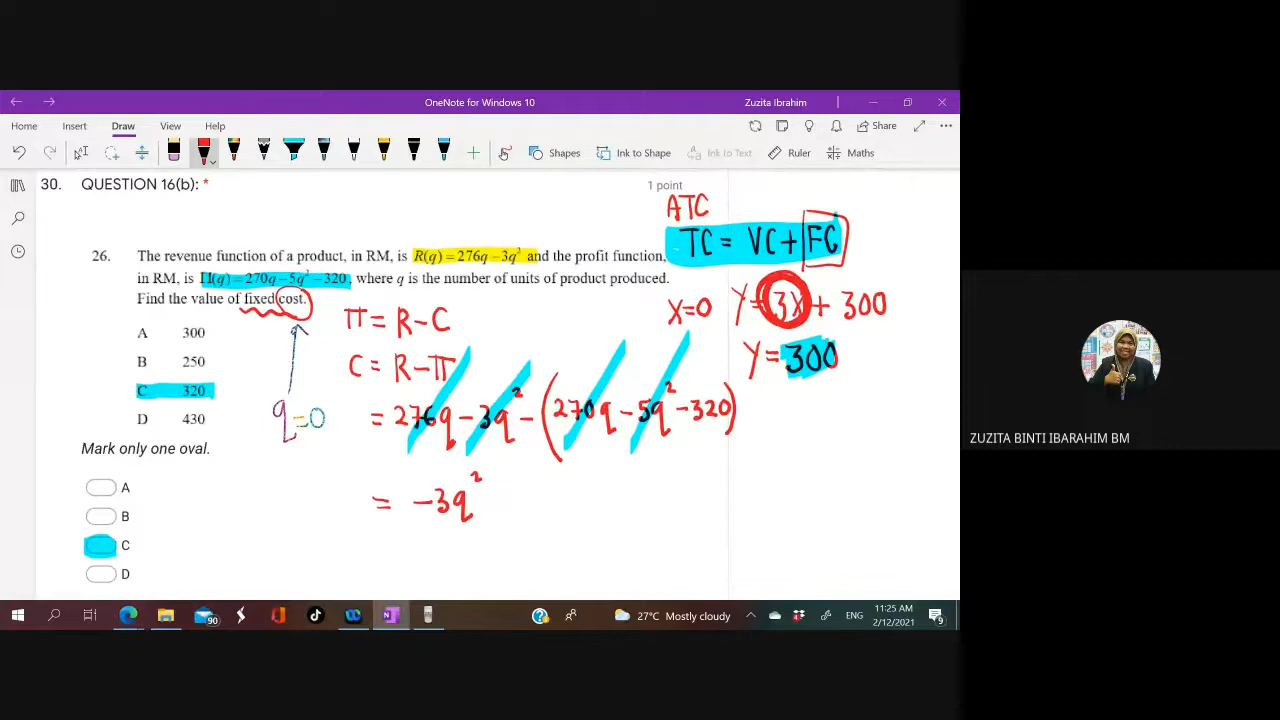 OneNote for Windows 10
Zuzita Ibrahim
Home Insert Draw View Help
Share
Shapes Ink to Shape Ink to Text Ruler Maths
30. QUESTION 16(b): *
1 point
ATC
TC = VC + FC
26. The revenue function of a product, in RM, is R(q) = 276q − 3q² and the profit function,
in RM, is Π(q) = 270q − 5q² − 320, where q is the number of units of product produced.
Find the value of fixed cost.
x=0 y = 3x + 300
y = 300
A 300
B 250
C 320
D 430
π = R − C
C = R − π
= 276q − 3q² − (270q − 5q² − 320)
= −3q²
q = 0
Mark only one oval.
A
B
C
D
ZUZITA BINTI IBARAHIM BM
90
27°C Mostly cloudy
ENG
11:25 AM
2/12/2021
9